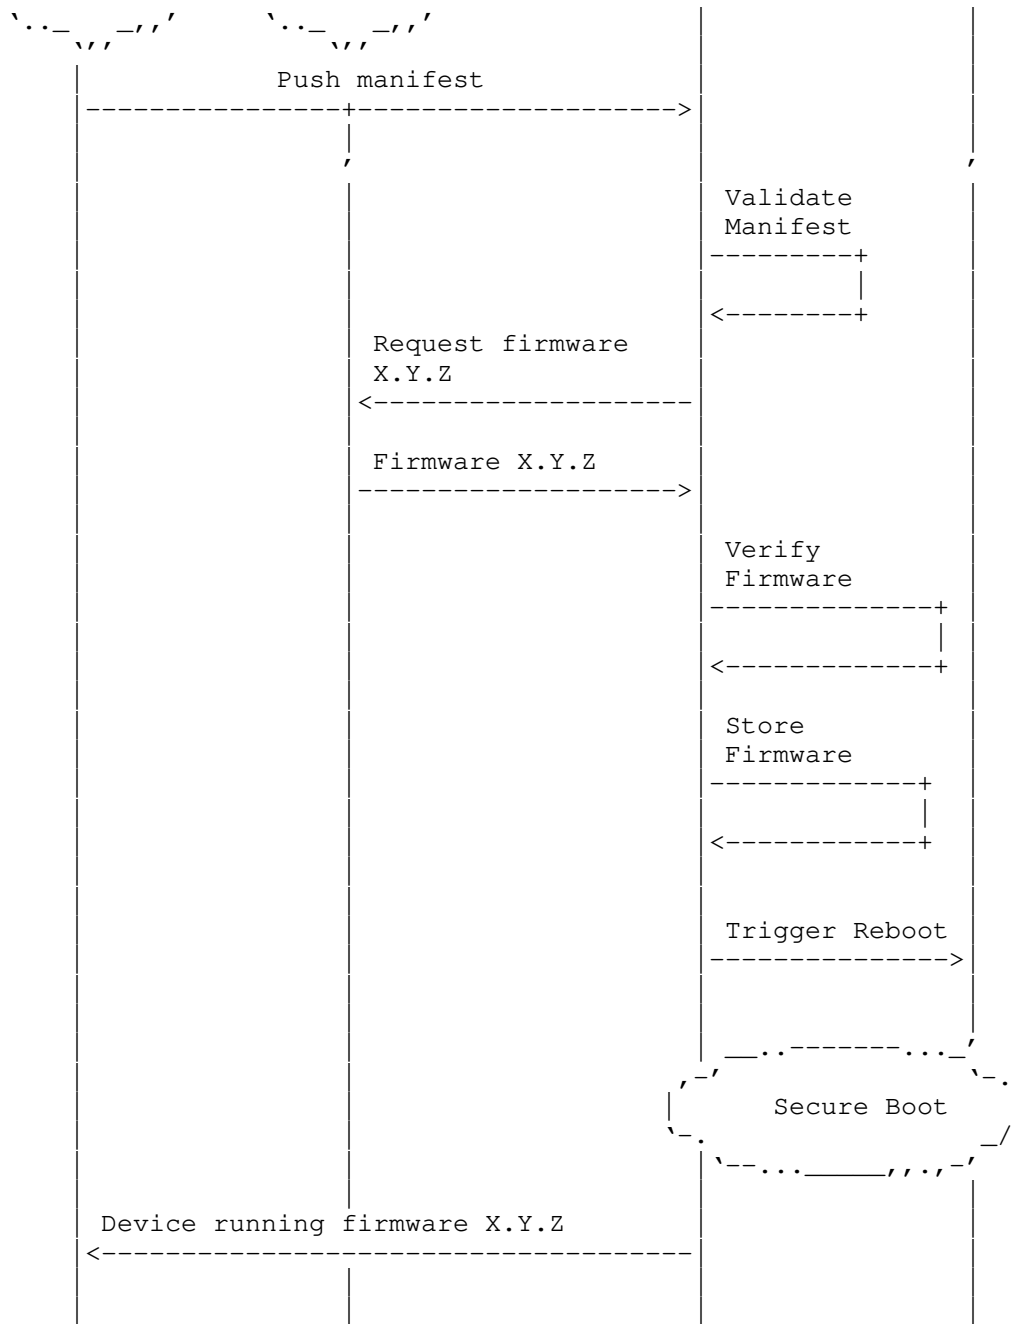 Push manifest
Validate
Manifest
Request firmware
X.Y.Z
Firmware X.Y.Z
Verify
Firmware
Store
Firmware
Trigger Reboot
Secure Boot
Device running firmware X.Y.Z